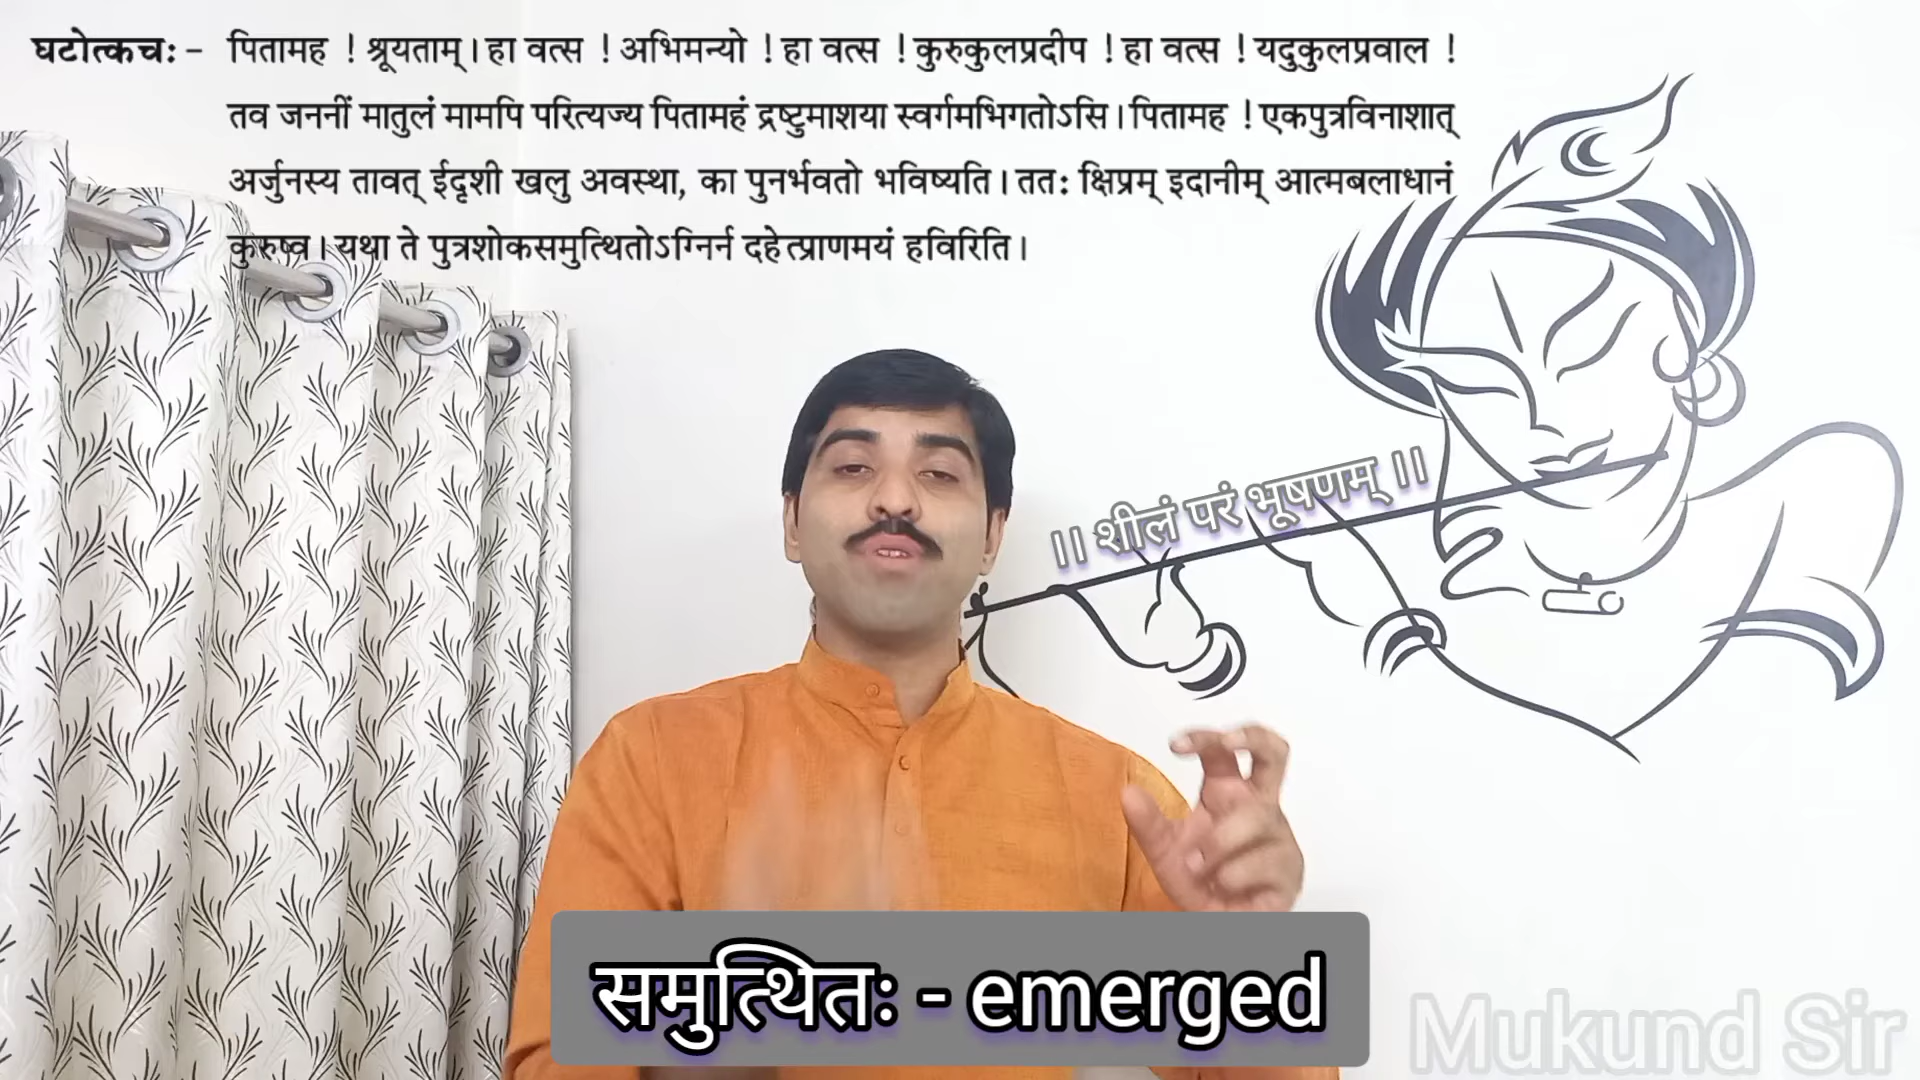 घटोत्कचः - पितामह ! श्रूयताम् । हा वत्स ! अभिमन्यो ! हा वत्स ! कुरुकुलप्रदीप ! हा वत्स ! यदुकुलप्रवाल !
तव जननीं मातुलं मामपि परित्यज्य पितामहं द्रष्टुमाशया स्वर्गमभिगतोऽसि । पितामह ! एकपुत्रविनाशात्
अर्जुनस्य तावत् ईदृशी खलु अवस्था, का पुनर्भवतो भविष्यति । ततः क्षिप्रम् इदानीम् आत्मबलाधानं
कुरुष्व । यथा ते पुत्रशोकसमुत्थितोऽग्निर्न दहेत्प्राणमयं हविरिति ।
।। शीलं परं भूषणम् ।।
समुत्थितः - emerged
Mukund Sir